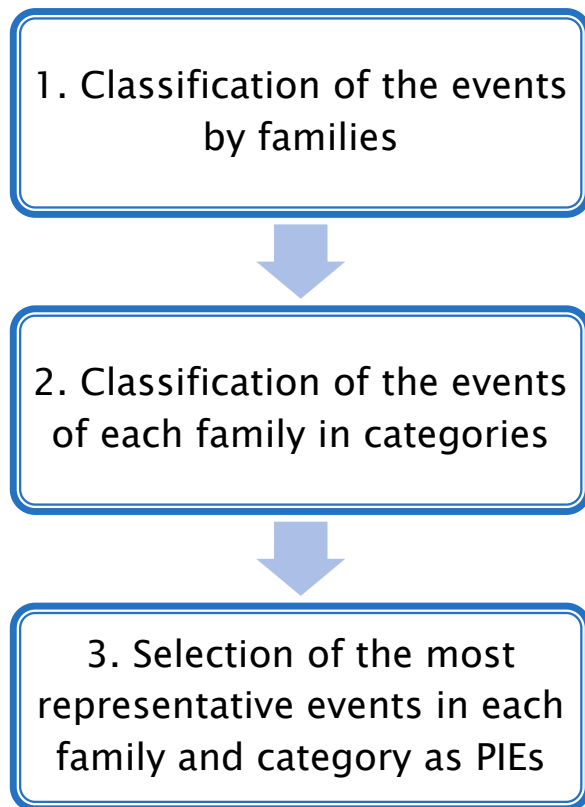 1. Classification of the events
by families
2. Classification of the events
of each family in categories
3. Selection of the most
representative events in each
family and category as PIEs